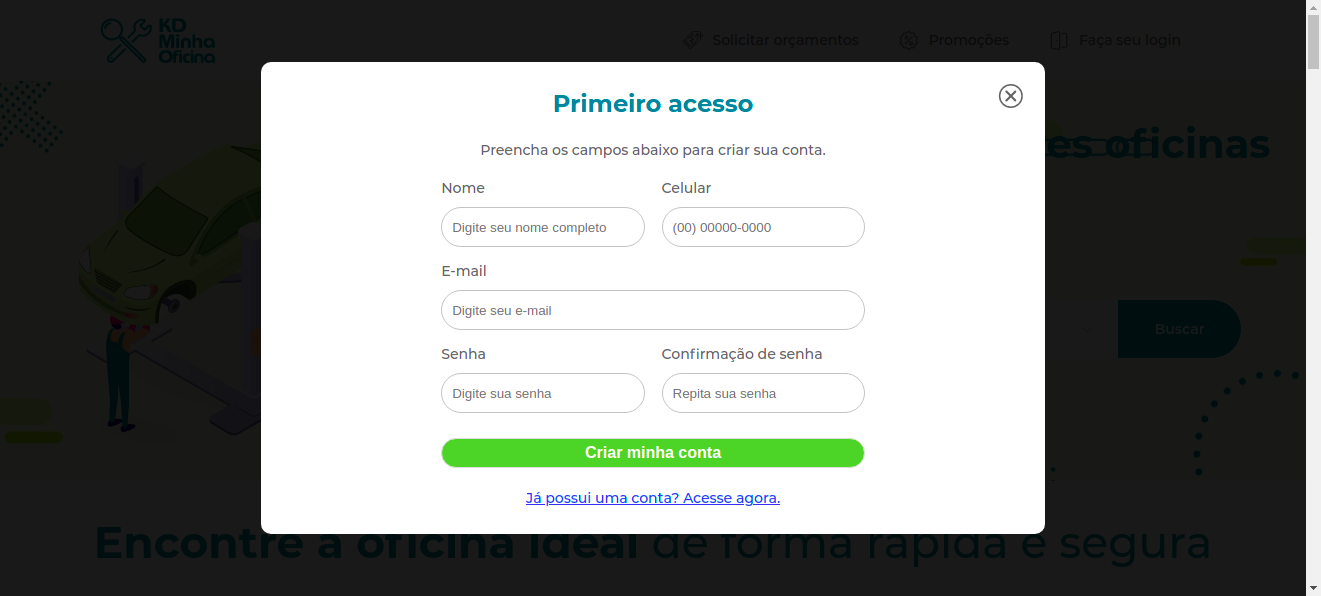 KD
Minha
Oficina
Solicitar orçamentos
Promoções
Faça seu login
Primeiro acesso
es oficinas
Preencha os campos abaixo para criar sua conta.
Nome
Celular
Digite seu nome completo
(00) 00000-0000
E-mail
Digite seu e-mail
Buscar
Senha
Confirmação de senha
Digite sua senha
Repita sua senha
Criar minha conta
Já possui uma conta? Acesse agora.
Encontre a oficina ideal de forma rápida e segura